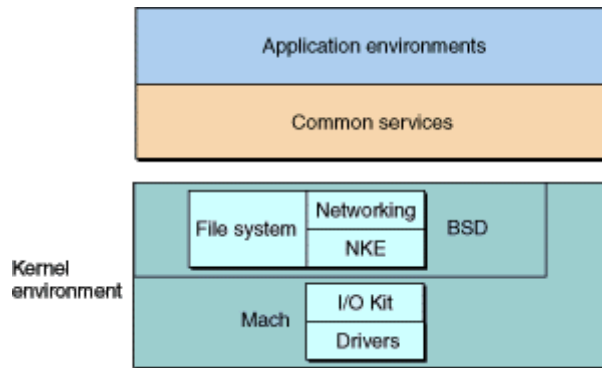 Application environments
Common services
File system
Networking
NKE
BSD
Kernel
environment
Mach
I/O Kit
Drivers